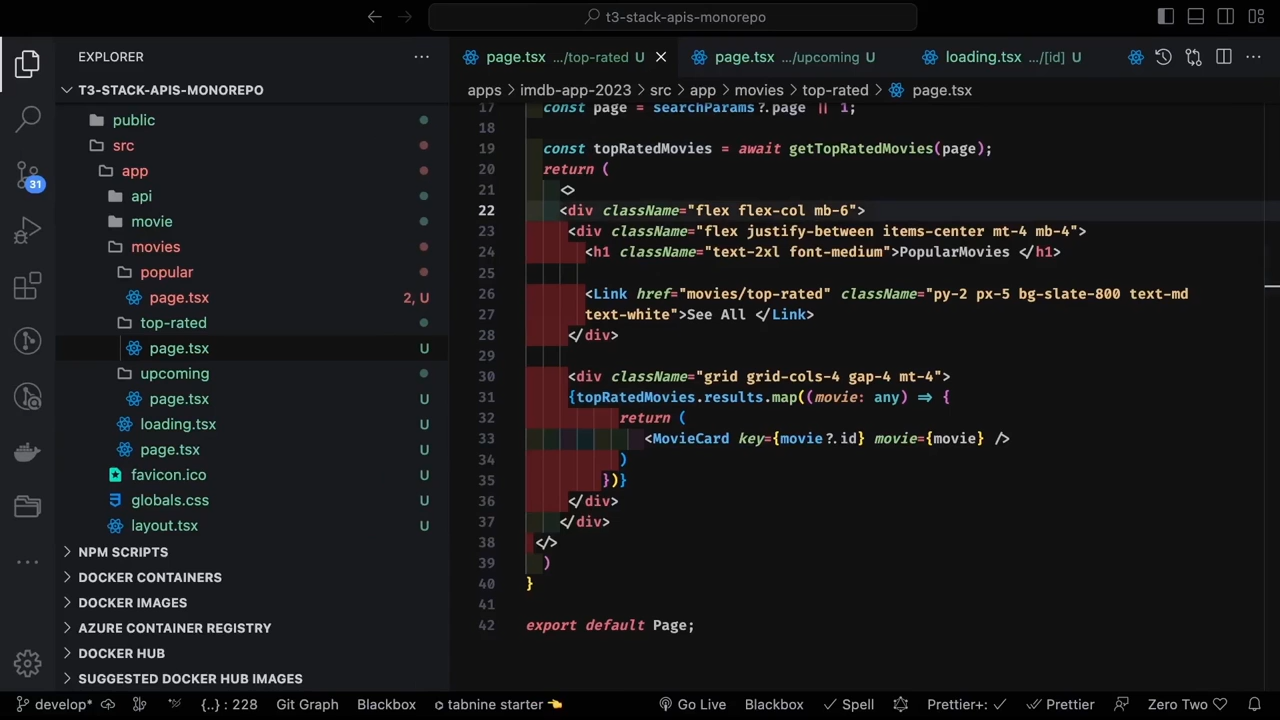 t3-stack-apis-monorepo
EXPLORER
T3-STACK-APIS-MONOREPO
public
src
app
api
movie
movies
popular
page.tsx 2, U
top-rated
page.tsx U
upcoming
page.tsx U
loading.tsx U
page.tsx U
favicon.ico U
globals.css U
layout.tsx U
NPM SCRIPTS
DOCKER CONTAINERS
DOCKER IMAGES
AZURE CONTAINER REGISTRY
DOCKER HUB
SUGGESTED DOCKER HUB IMAGES
31
page.tsx .../top-rated U page.tsx .../upcoming U loading.tsx .../[id] U
apps > imdb-app-2023 > src > app > movies > top-rated > page.tsx
17 const page = searchParams?.page || 1;
18
19 const topRatedMovies = await getTopRatedMovies(page);
20 return (
21 <>
22 <div className="flex flex-col mb-6">
23 <div className="flex justify-between items-center mt-4 mb-4">
24 <h1 className="text-2xl font-medium">PopularMovies </h1>
25
26 <Link href="movies/top-rated" className="py-2 px-5 bg-slate-800 text-md
27 text-white">See All </Link>
28 </div>
29
30 <div className="grid grid-cols-4 gap-4 mt-4">
31 {topRatedMovies.results.map((movie: any) => {
32 return (
33 <MovieCard key={movie?.id} movie={movie} />
34 )
35 })}
36 </div>
37 </div>
38 </>
39 )
40 }
41
42 export default Page;
develop* {..} : 228 Git Graph Blackbox tabnine starter 👈 Go Live Blackbox Spell Prettier+: ✓ Prettier Zero Two